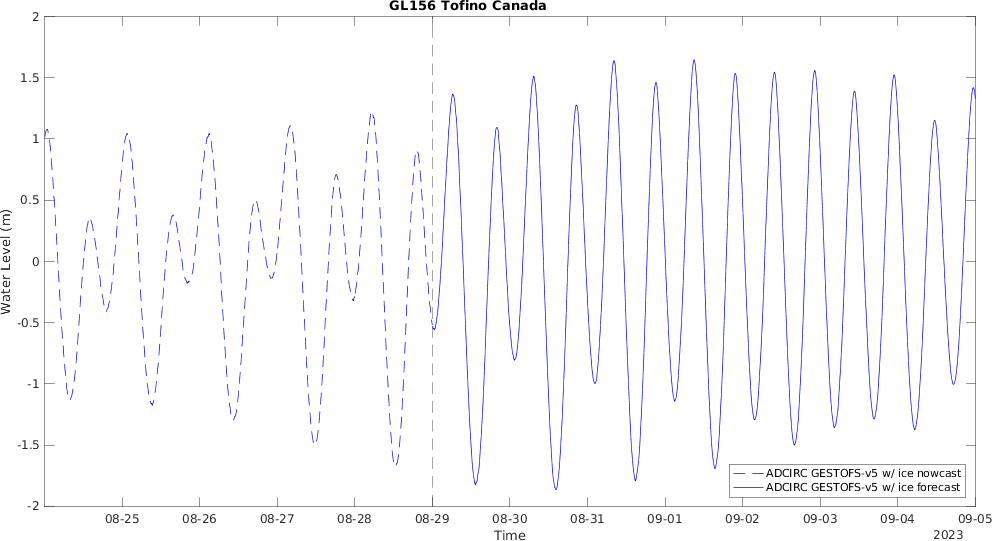 GL156 Tofino Canada
2
1.5
1
0.5
0
-0.5
-1
-1.5
-2
Water Level (m)
ADCIRC GESTOFS-v5 w/ ice nowcast
ADCIRC GESTOFS-v5 w/ ice forecast
08-25 08-26 08-27 08-28 08-29 08-30 08-31 09-01 09-02 09-03 09-04 09-05
Time
2023